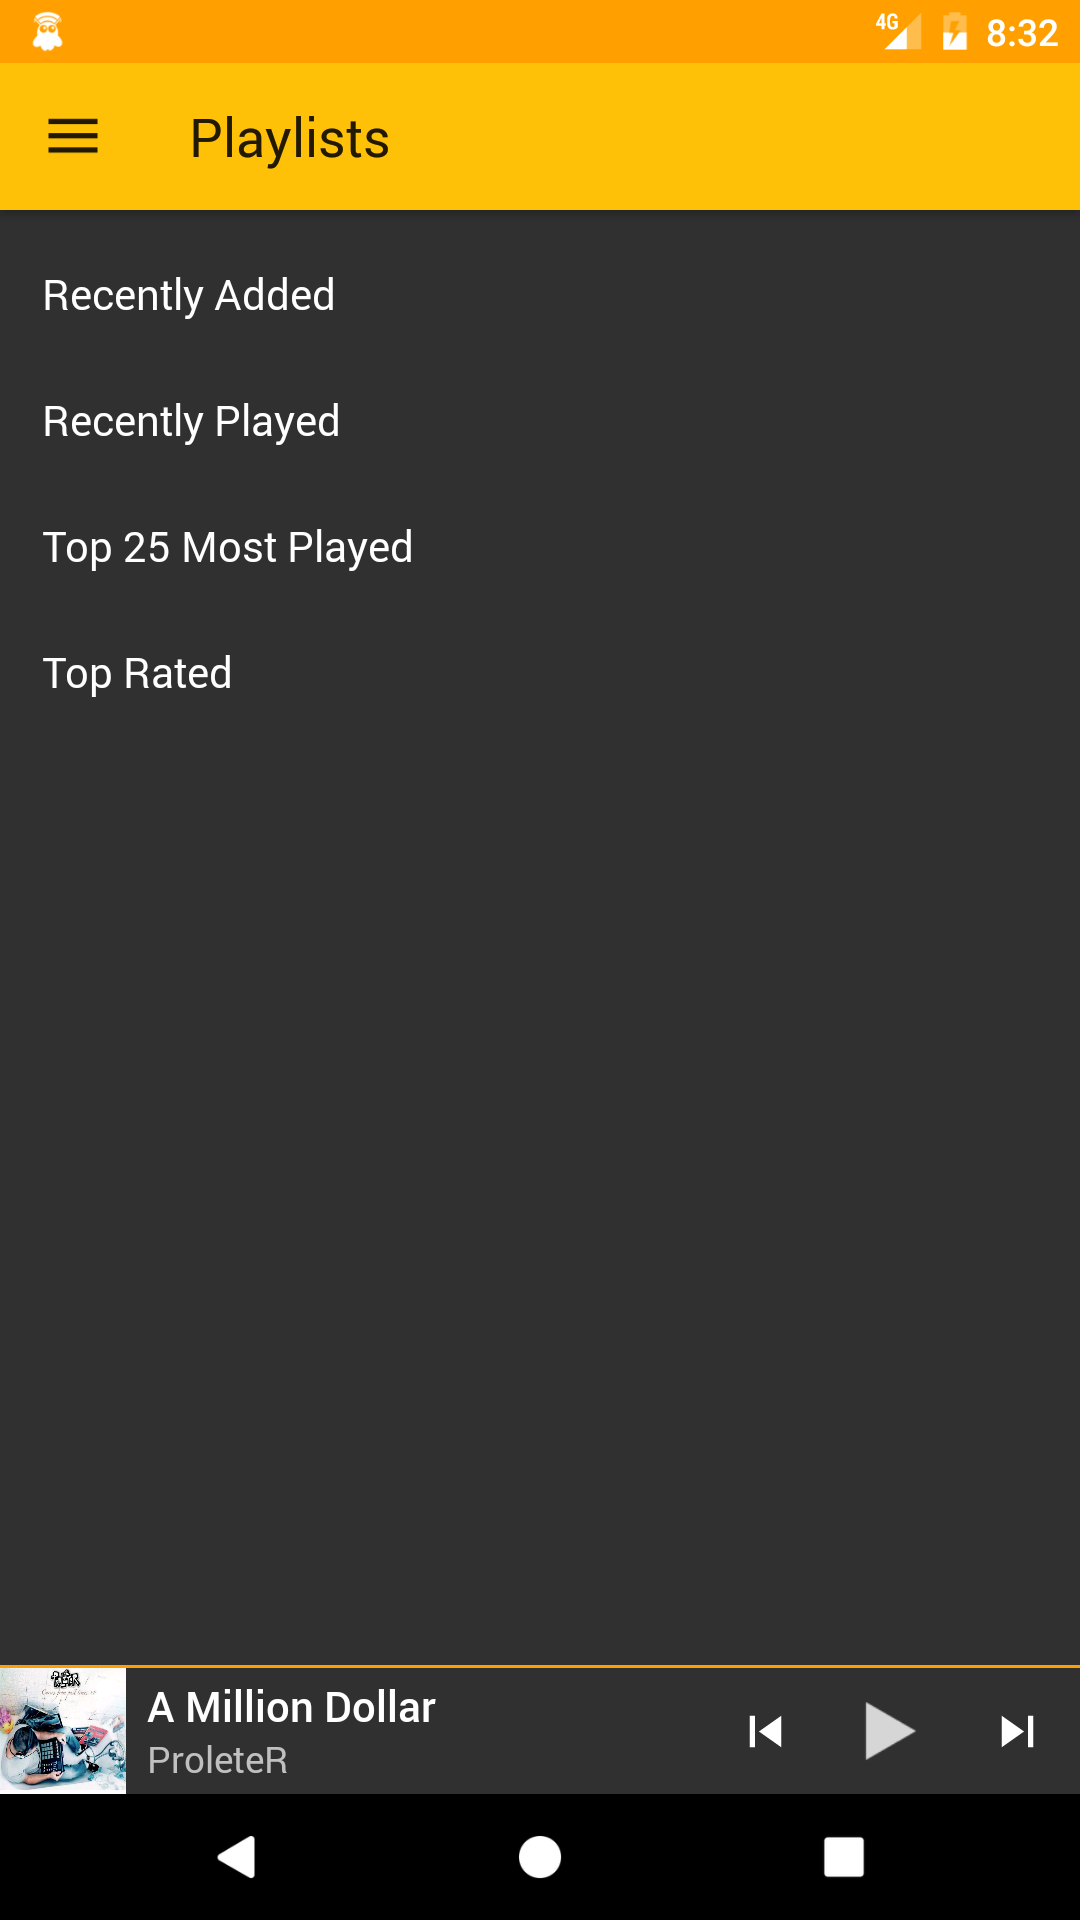 4G 8:32
Playlists
Recently Added
Recently Played
Top 25 Most Played
Top Rated
A Million Dollar
ProleteR